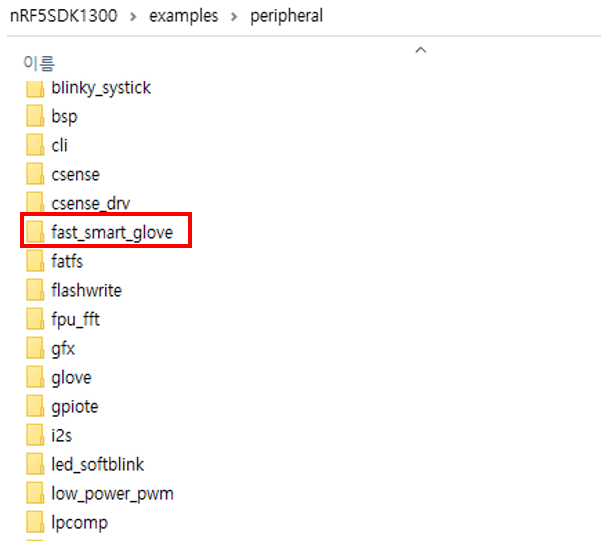 nRF5SDK1300 > examples > peripheral
이름
blinky_systick
bsp
cli
csense
csense_drv
fast_smart_glove
fatfs
flashwrite
fpu_fft
gfx
glove
gpiote
i2s
led_softblink
low_power_pwm
lpcomp